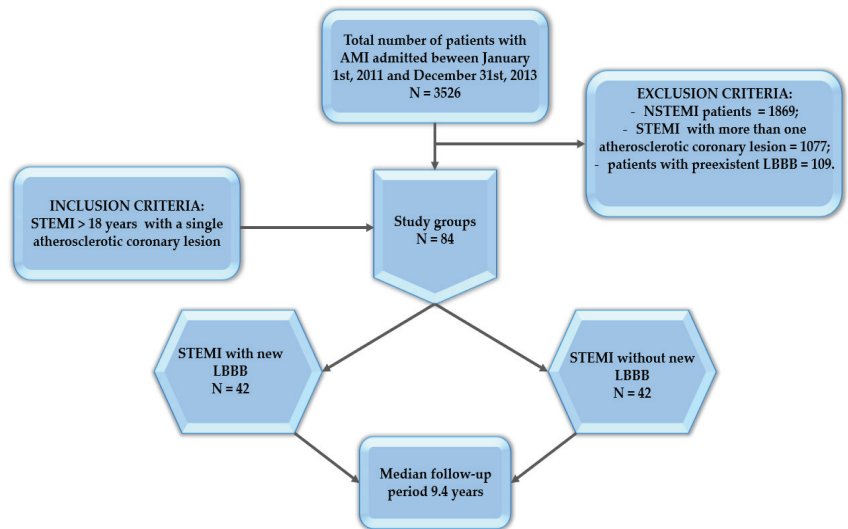 Total number of patients with
AMI admitted beween January
1st, 2011 and December 31st, 2013
N = 3526
EXCLUSION CRITERIA:
- NSTEMI patients = 1869;
- STEMI with more than one
atherosclerotic coronary lesion = 1077;
- patients with preexistent LBBB = 109.
INCLUSION CRITERIA:
STEMI > 18 years with a single
atherosclerotic coronary lesion
Study groups
N = 84
STEMI with new
LBBB
N = 42
STEMI without new
LBBB
N = 42
Median follow-up
period 9.4 years